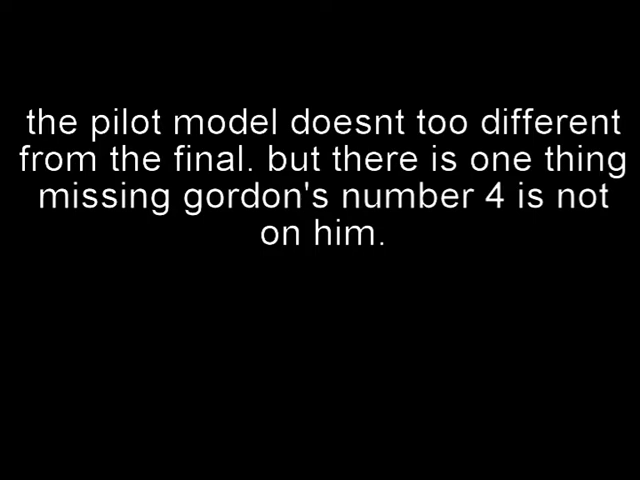 the pilot model doesnt too different
from the final. but there is one thing
missing gordon's number 4 is not
on him.